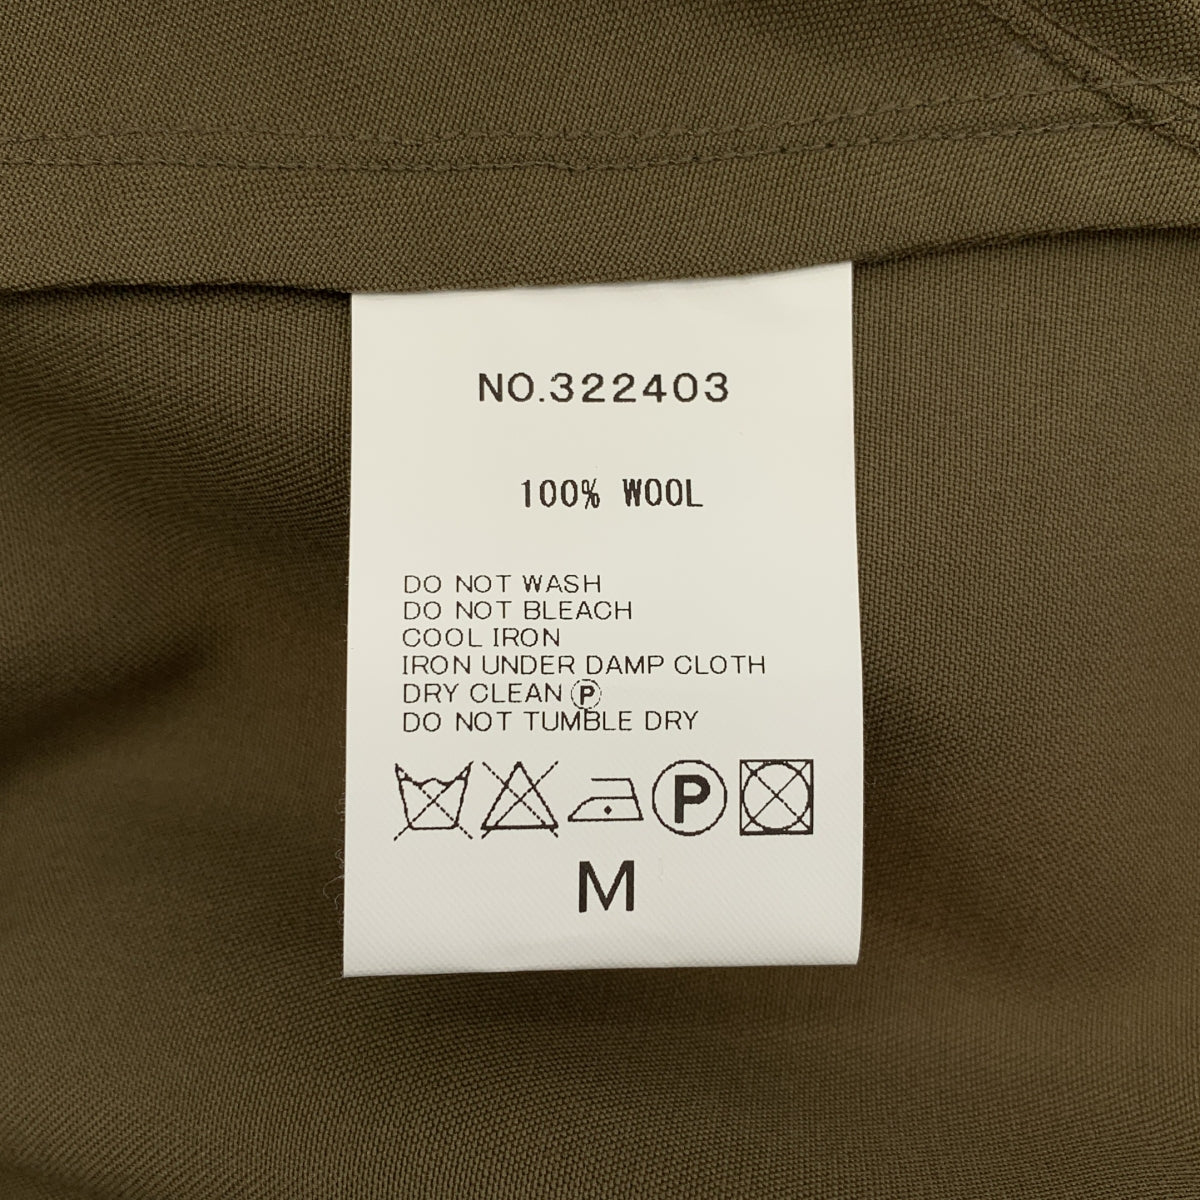 NO.322403
100% WOOL
DO NOT WASH
DO NOT BLEACH
COOL IRON
IRON UNDER DAMP CLOTH
DRY CLEAN Ⓟ
DO NOT TUMBLE DRY
P
M